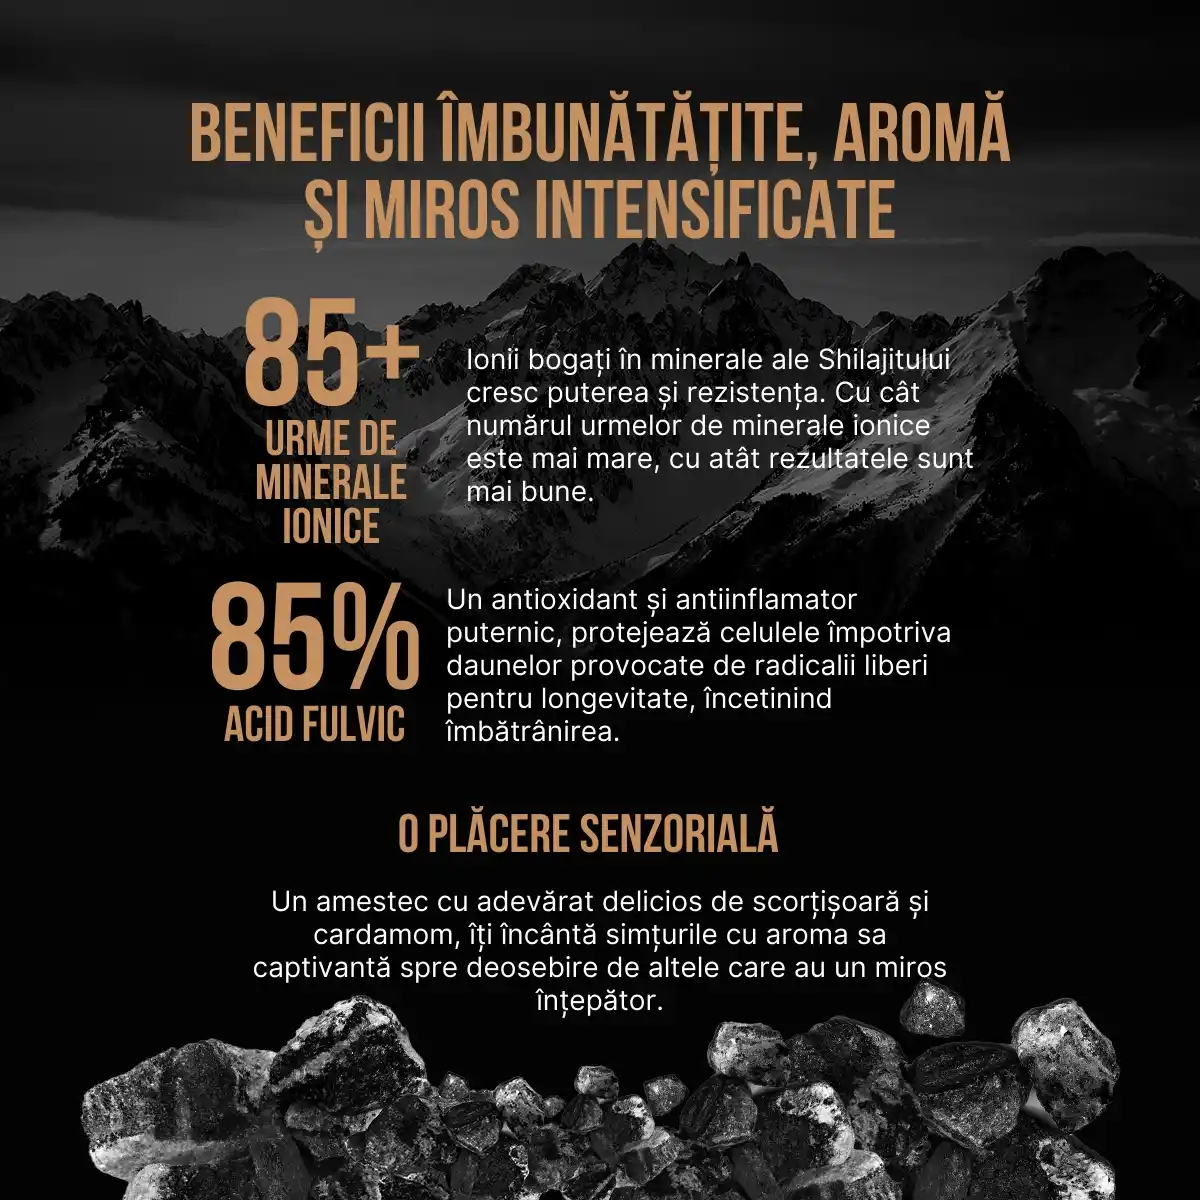 BENEFICII ÎMBUNĂTĂȚITE, AROMĂ
ȘI MIROS INTENSIFICATE
85+
URME DE
MINERALE
IONICE
Ionii bogați în minerale ale Shilajitului
cresc puterea și rezistența. Cu cât
numărul urmelor de minerale ionice
este mai mare, cu atât rezultatele sunt
mai bune.
85%
ACID FULVIC
Un antioxidant și antiinflamator
puternic, protejează celulele împotriva
daunelor provocate de radicalii liberi
pentru longevitate, încetinind
îmbătrânirea.
O PLĂCERE SENZORIALĂ
Un amestec cu adevărat delicios de scorțișoară și
cardamom, îți încântă simțurile cu aroma sa
captivantă spre deosebire de altele care au un miros
înțepător.